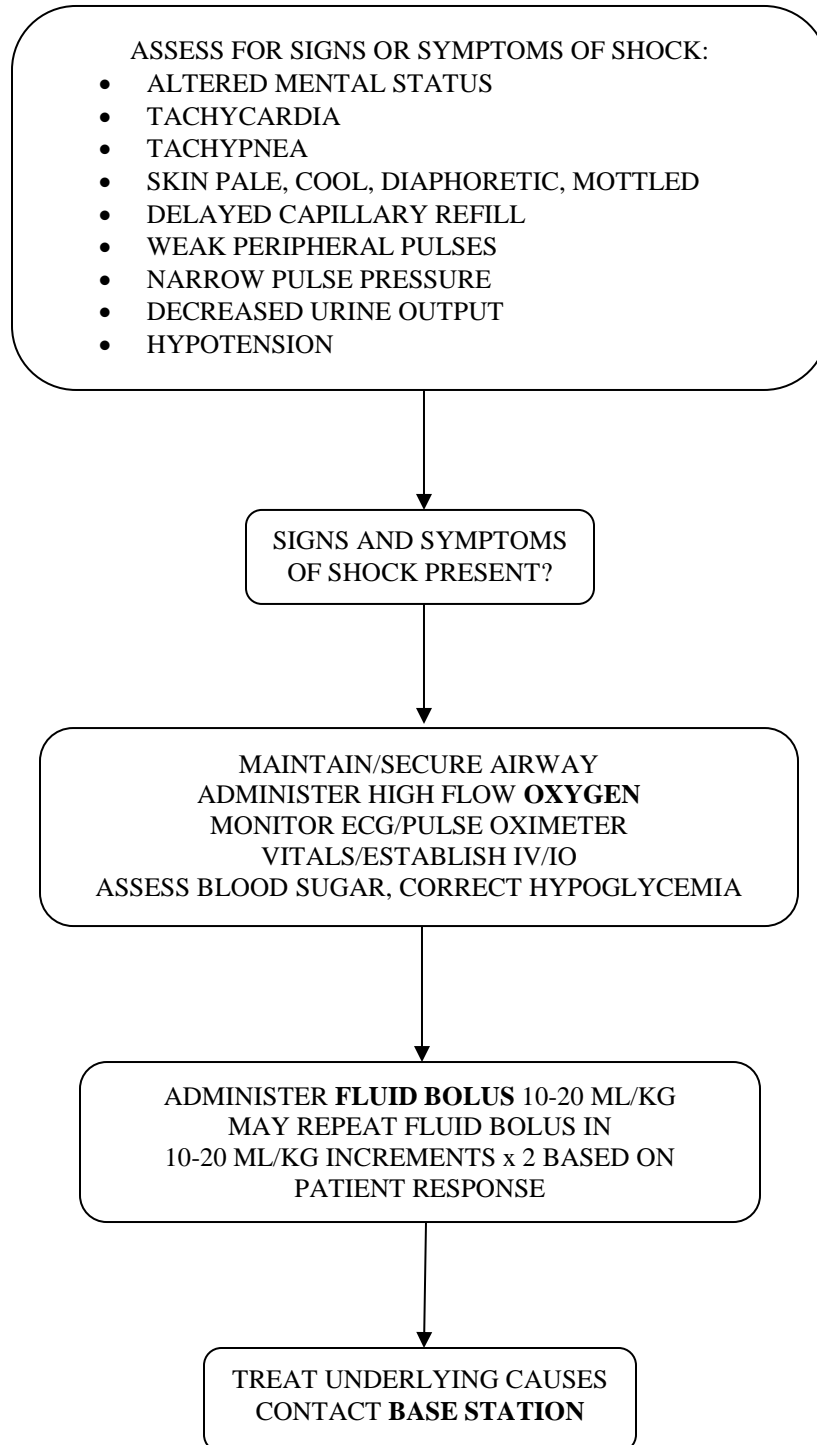 ASSESS FOR SIGNS OR SYMPTOMS OF SHOCK:
• ALTERED MENTAL STATUS
• TACHYCARDIA
• TACHYPNEA
• SKIN PALE, COOL, DIAPHORETIC, MOTTLED
• DELAYED CAPILLARY REFILL
• WEAK PERIPHERAL PULSES
• NARROW PULSE PRESSURE
• DECREASED URINE OUTPUT
• HYPOTENSION
SIGNS AND SYMPTOMS
OF SHOCK PRESENT?
MAINTAIN/SECURE AIRWAY
ADMINISTER HIGH FLOW OXYGEN
MONITOR ECG/PULSE OXIMETER
VITALS/ESTABLISH IV/IO
ASSESS BLOOD SUGAR, CORRECT HYPOGLYCEMIA
ADMINISTER FLUID BOLUS 10-20 ML/KG
MAY REPEAT FLUID BOLUS IN
10-20 ML/KG INCREMENTS x 2 BASED ON
PATIENT RESPONSE
TREAT UNDERLYING CAUSES
CONTACT BASE STATION